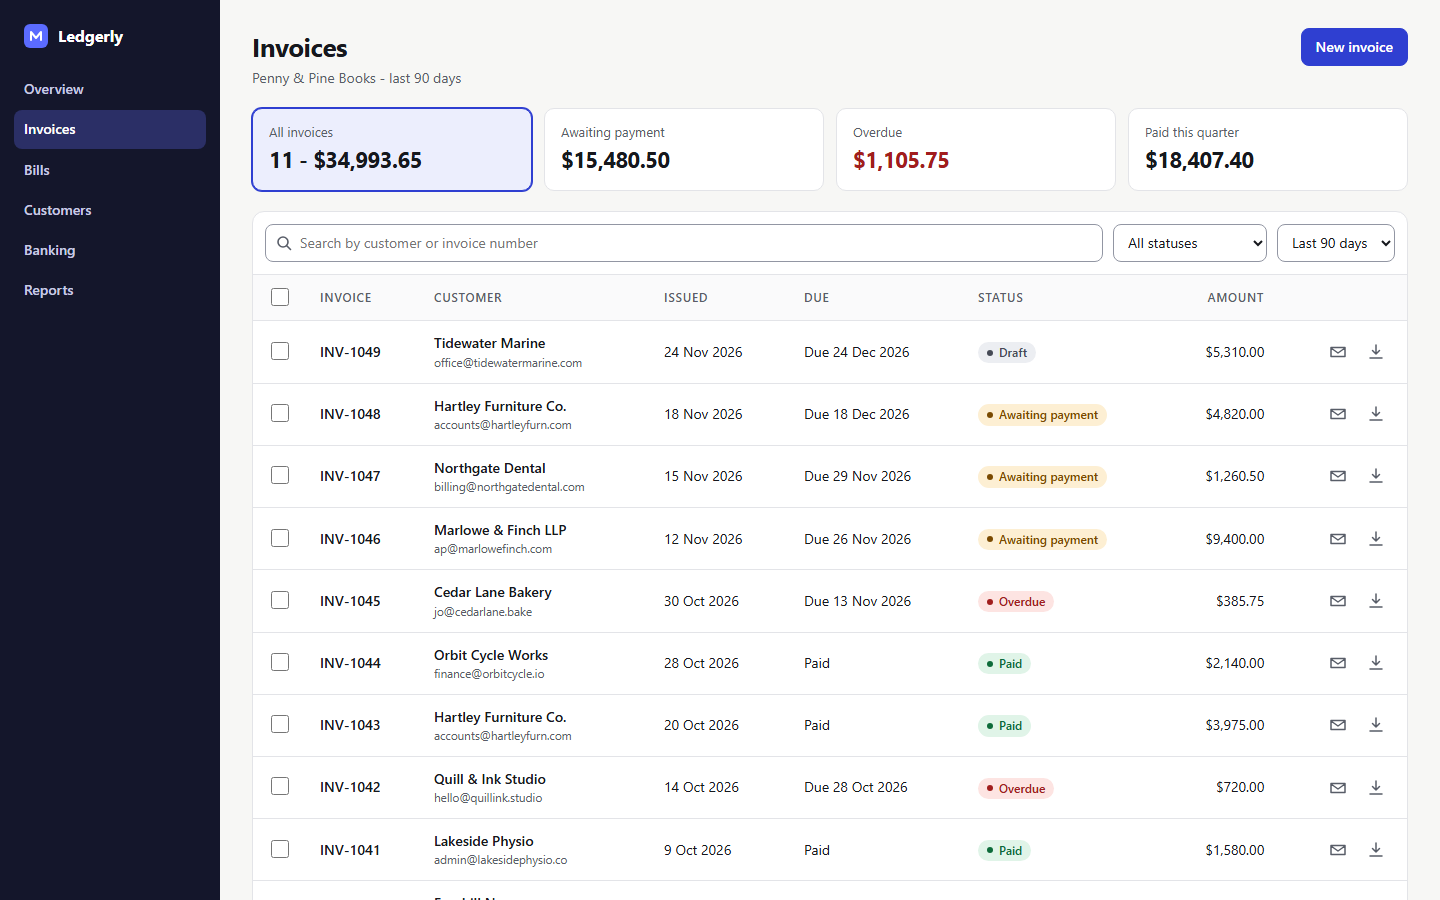 Ledgerly
Overview
Invoices
Bills
Customers
Banking
Reports
Invoices
Penny & Pine Books - last 90 days
New invoice
All invoices
11 - $34,993.65
Awaiting payment
$15,480.50
Overdue
$1,105.75
Paid this quarter
$18,407.40
Search by customer or invoice number
All statuses
Last 90 days
INVOICE CUSTOMER ISSUED DUE STATUS AMOUNT
INV-1049 Tidewater Marine 24 Nov 2026 Due 24 Dec 2026 Draft $5,310.00
office@tidewatermarine.com
INV-1048 Hartley Furniture Co. 18 Nov 2026 Due 18 Dec 2026 Awaiting payment $4,820.00
accounts@hartleyfurn.com
INV-1047 Northgate Dental 15 Nov 2026 Due 29 Nov 2026 Awaiting payment $1,260.50
billing@northgatedental.com
INV-1046 Marlowe & Finch LLP 12 Nov 2026 Due 26 Nov 2026 Awaiting payment $9,400.00
ap@marlowefinch.com
INV-1045 Cedar Lane Bakery 30 Oct 2026 Due 13 Nov 2026 Overdue $385.75
jo@cedarlane.bake
INV-1044 Orbit Cycle Works 28 Oct 2026 Paid Paid $2,140.00
finance@orbitcycle.io
INV-1043 Hartley Furniture Co. 20 Oct 2026 Paid Paid $3,975.00
accounts@hartleyfurn.com
INV-1042 Quill & Ink Studio 14 Oct 2026 Due 28 Oct 2026 Overdue $720.00
hello@quillink.studio
INV-1041 Lakeside Physio 9 Oct 2026 Paid Paid $1,580.00
admin@lakesidephysio.co